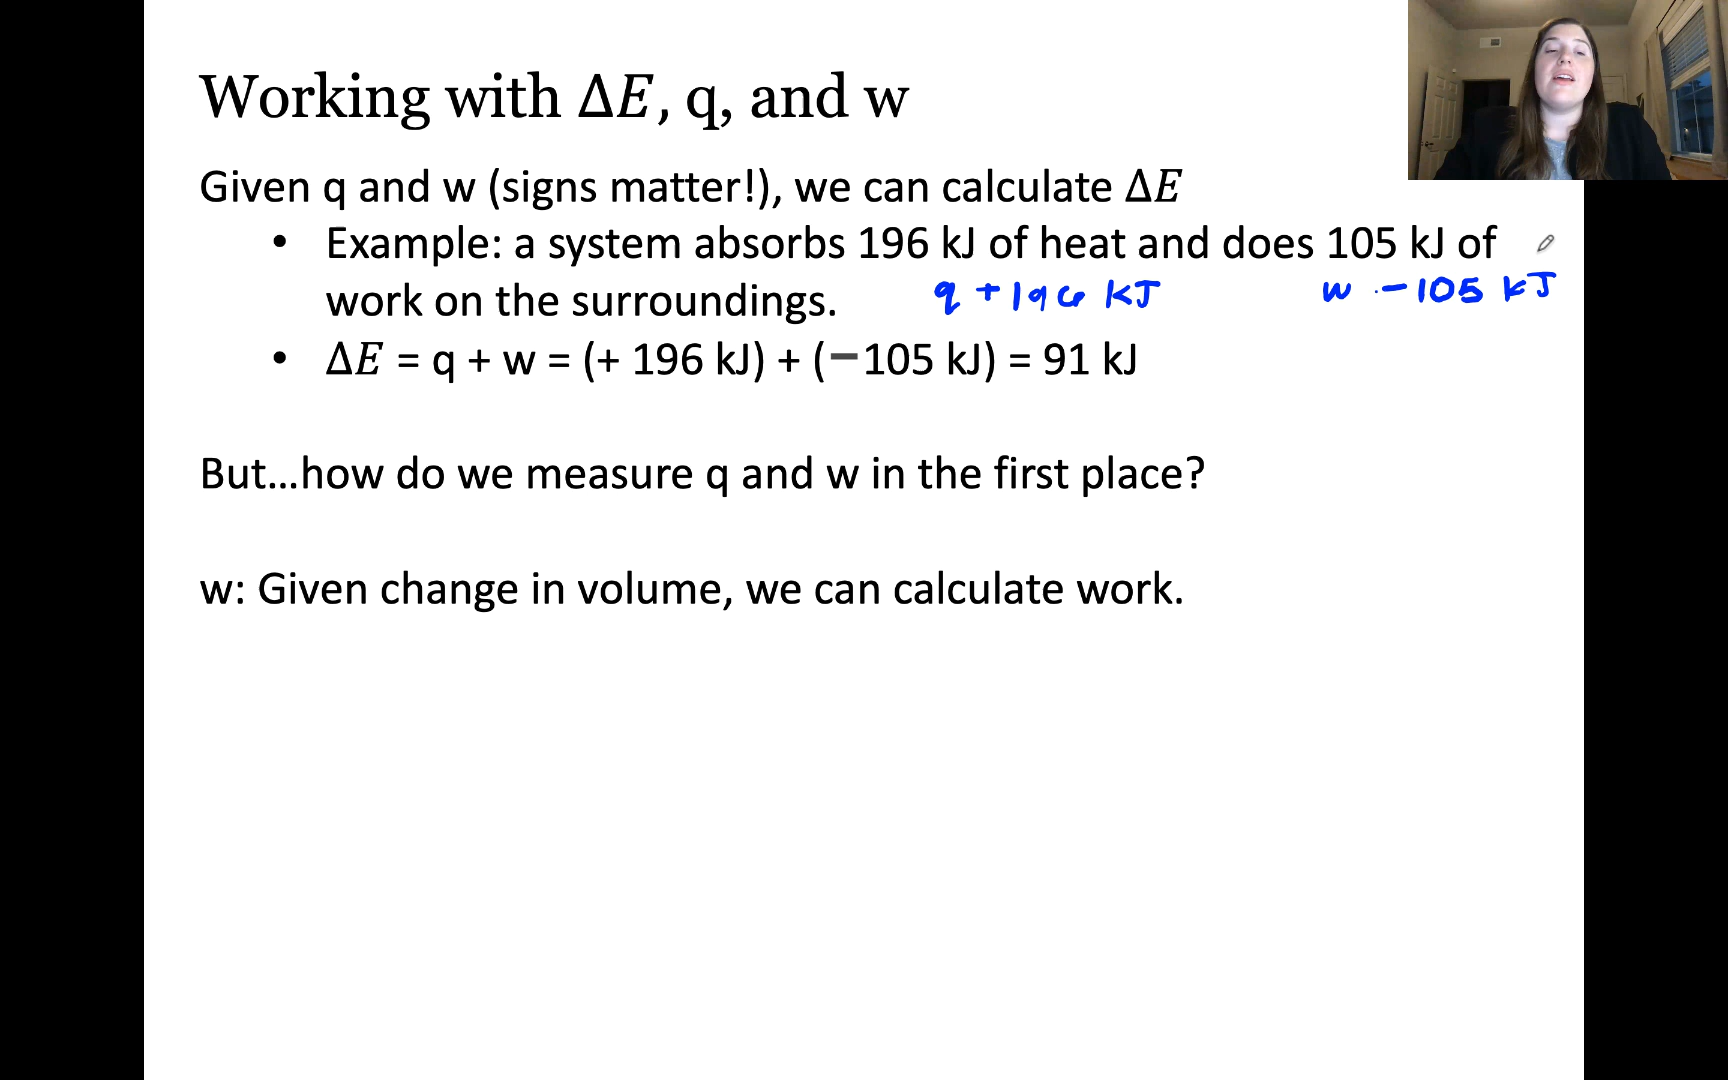 Working with ΔE, q, and w
Given q and w (signs matter!), we can calculate ΔE
• Example: a system absorbs 196 kJ of heat and does 105 kJ of
work on the surroundings.
q +196 kJ
w -105 kJ
• ΔE = q + w = (+ 196 kJ) + (−105 kJ) = 91 kJ
But...how do we measure q and w in the first place?
w: Given change in volume, we can calculate work.